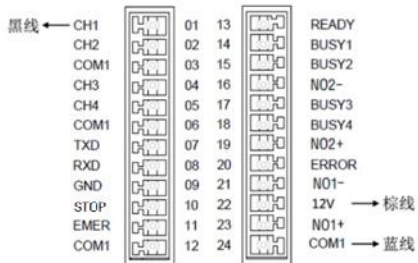 黑线 CH1 01 13 READY
CH2 02 14 BUSY1
COM1 03 15 BUSY2
CH3 04 16 NO2-
CH4 05 17 BUSY3
COM1 06 18 BUSY4
TXD 07 19 NO2+
RXD 08 20 ERROR
GND 09 21 NO1-
STOP 10 22 12V 棕线
EMER 11 23 NO1+
COM1 12 24 COM1 蓝线